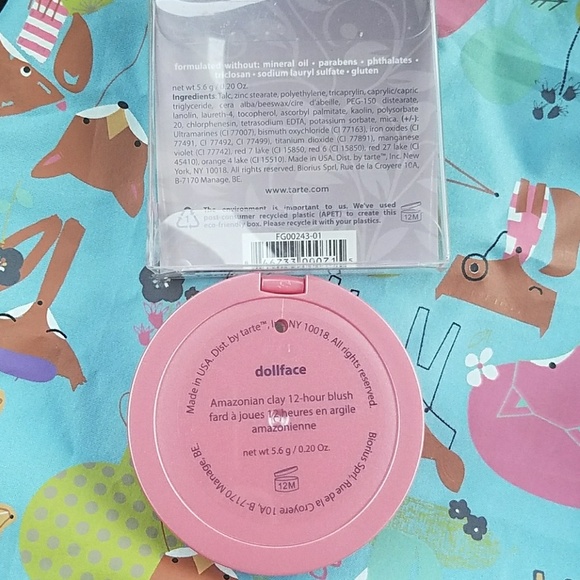 formulated without: mineral oil • parabens • phthalates •
triclosan • sodium lauryl sulfate • gluten
net wt 5.6 g / 0.20 Oz.
Ingredients: talc, zinc stearate, polyethylene, tricaprylin, caprylic/capric
triglyceride, cera alba/beeswax/cire d'abeille, PEG-150 distearate,
lanolin, laureth-4, tocopherol, ascorbyl palmitate, kaolin, polysorbate
20, chlorphenesin, tetrasodium EDTA, potassium sorbate, mica. (+/-):
Ultramarines (CI 77007), bismuth oxychloride (CI 77163), iron oxides (CI
77491, CI 77492, CI 77499), titanium dioxide (CI 77891), manganese
violet (CI 77742), red 7 lake (CI 15850), red 6 (CI 15850), red 27 lake (CI
45410), orange 4 lake (CI 15510). Made in USA. Dist. by tarte™, Inc. New
York, NY 10018. All rights reserved. Biorius Sprl, Rue de la Croyere 10A,
B-7170 Manage, BE.
www.tarte.com
The environment is important to us. We've used
post-consumer recycled plastic (APET) to create this
eco-friendly box. Please recycle it with your plastics.
12M
FG00243-01
Made in USA. Dist. by tarte™, NY 10018. All rights reserved.
dollface
Amazonian clay 12-hour blush
fard à joues 12 heures en argile
amazonienne
net wt 5.6 g / 0.20 Oz.
12M
Biorius Sprl, Rue de la Croyere 10A, B-7170 Manage, BE.